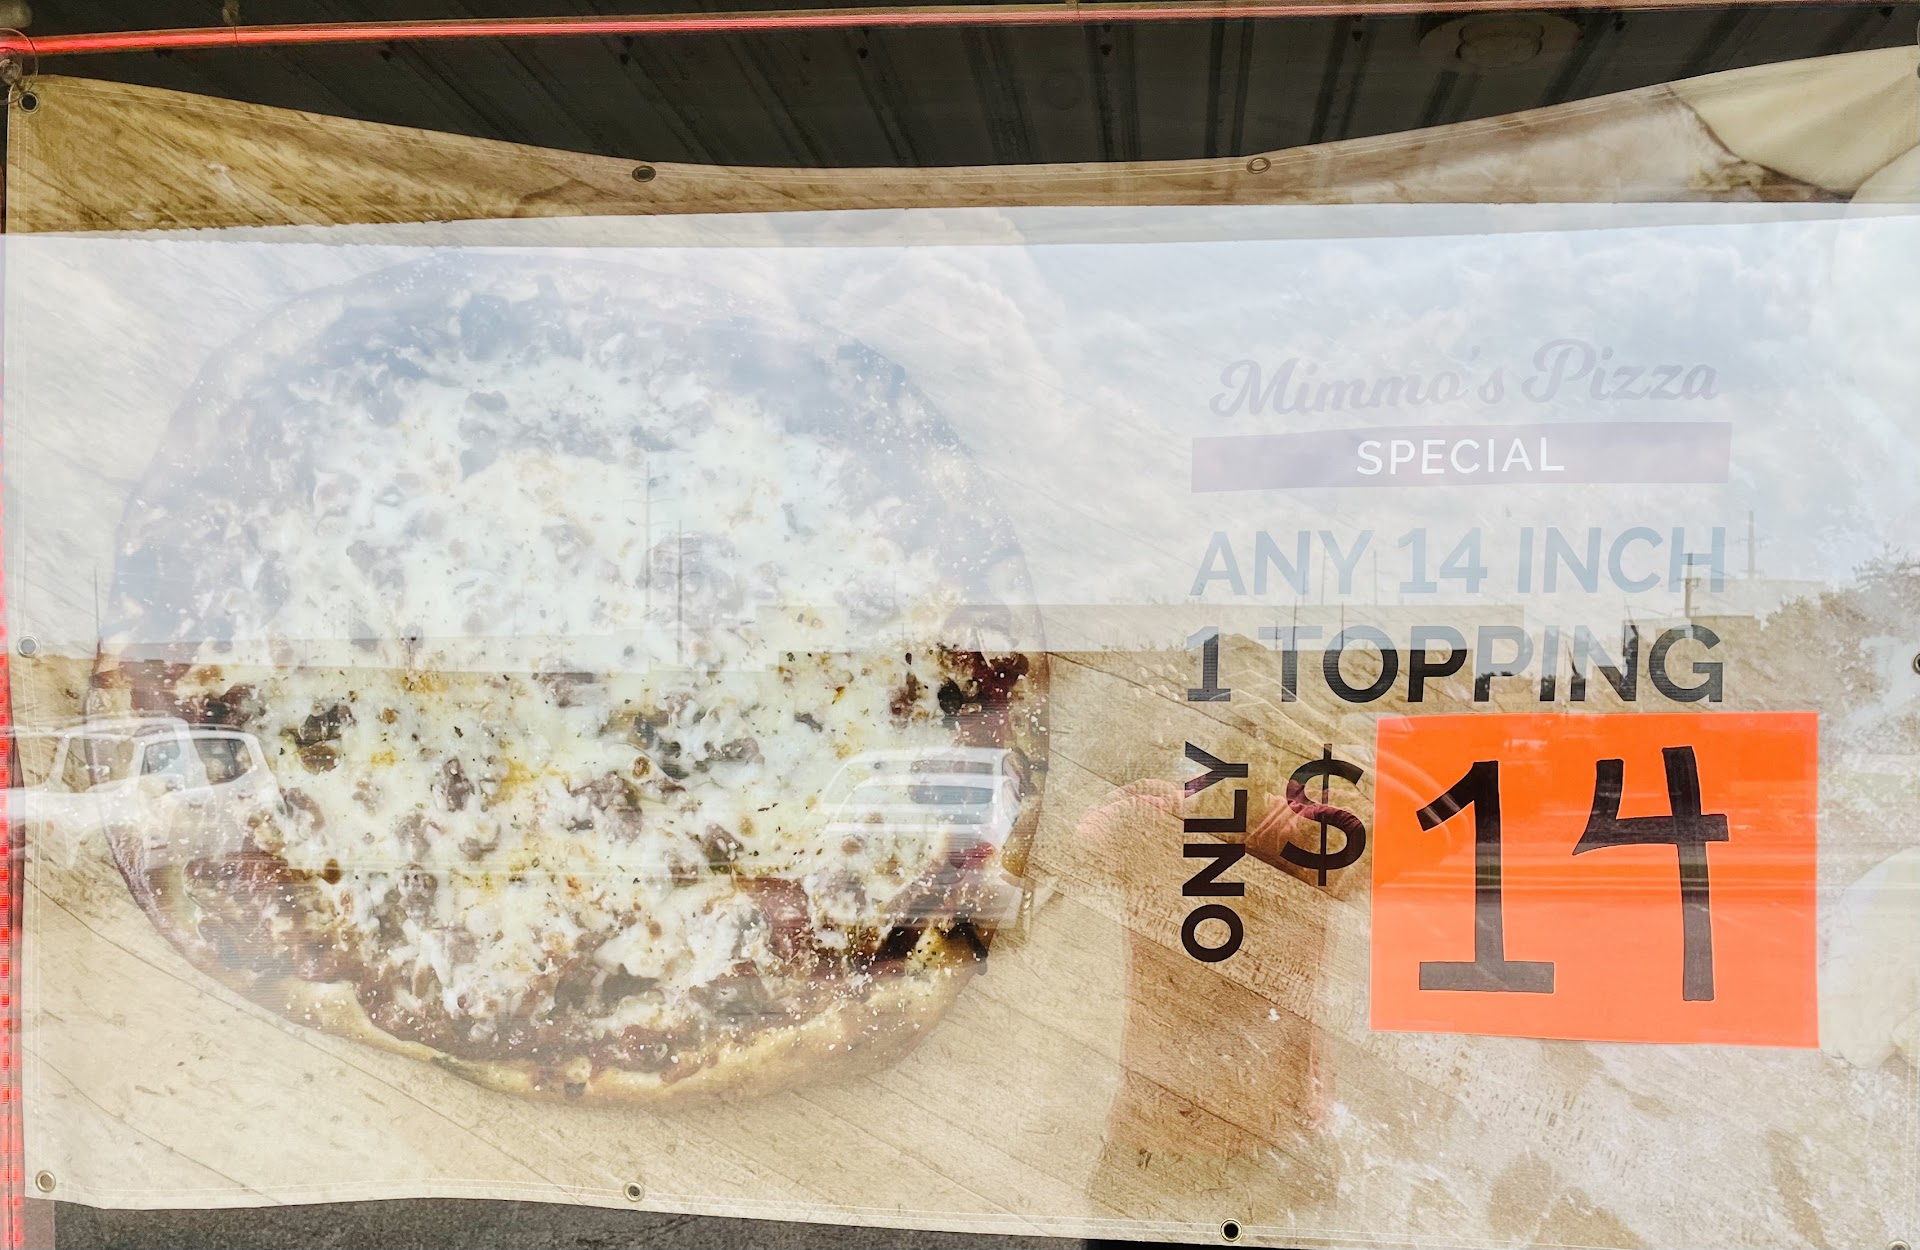 Mimmo's Pizza
SPECIAL
ANY 14 INCH
1 TOPPING
ONLY $14